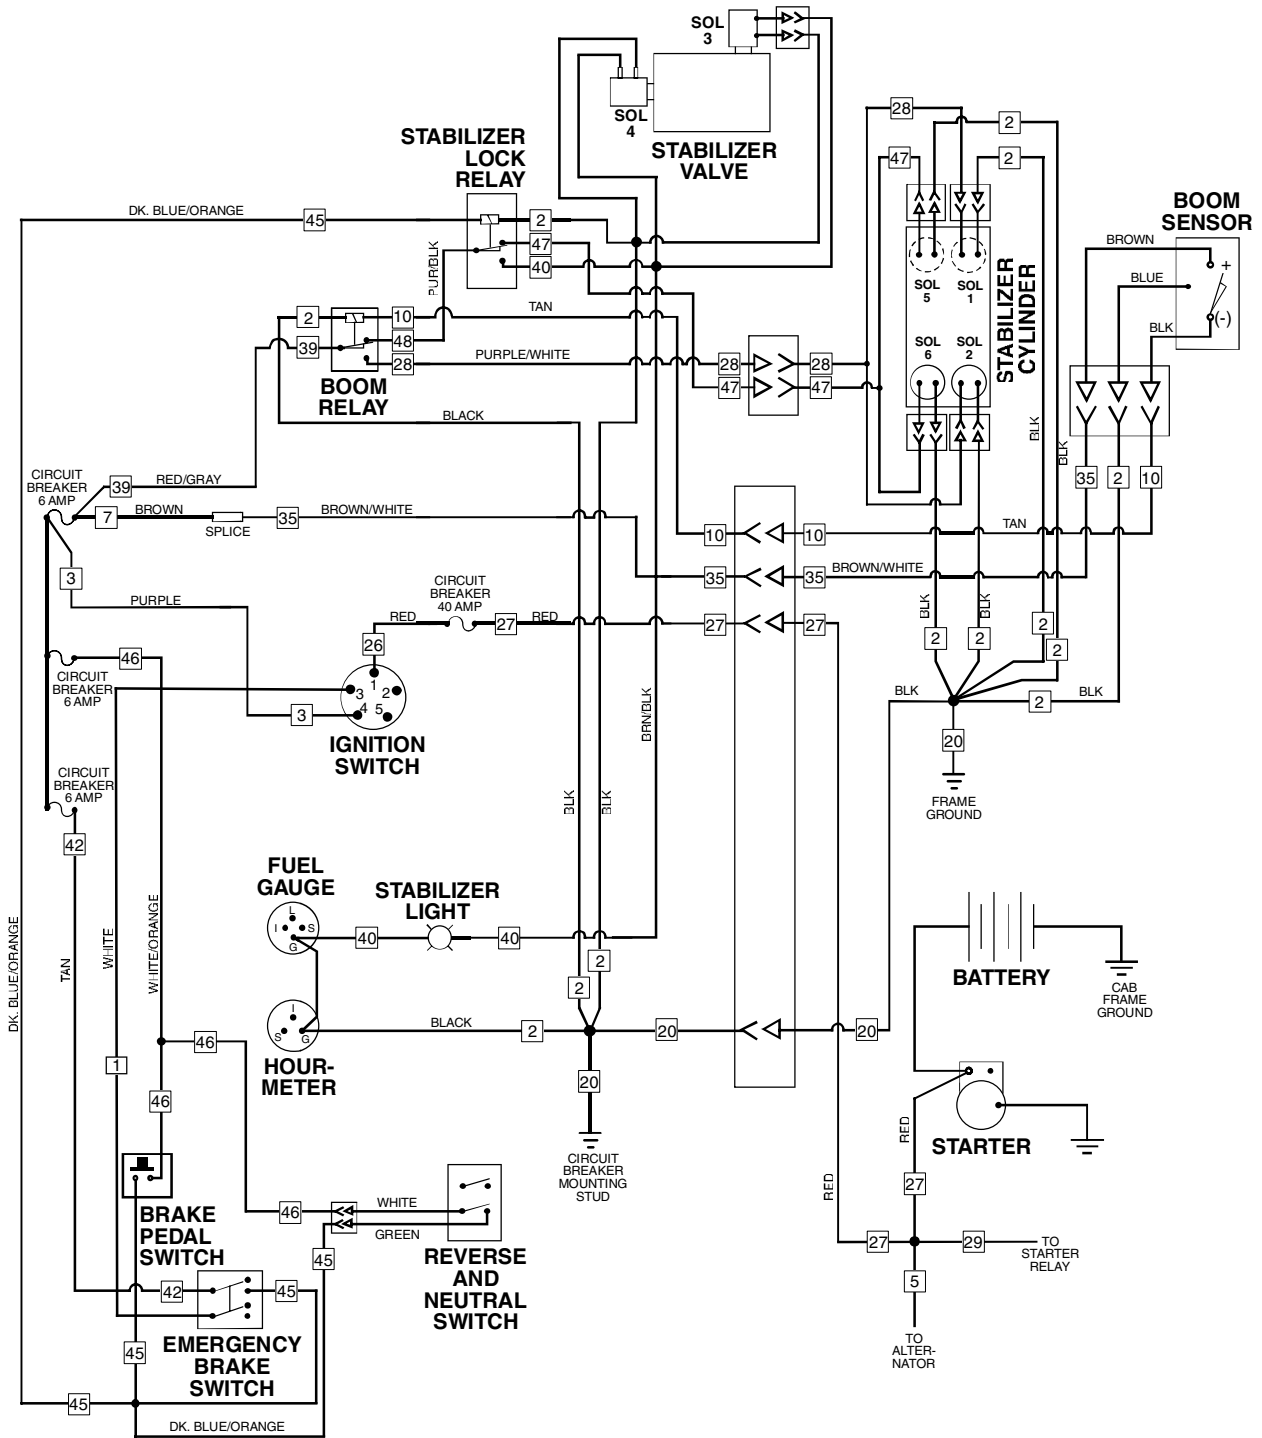 SOL
3
SOL
4
STABILIZER
VALVE
STABILIZER
LOCK
RELAY
28
2
47
2
BOOM
SENSOR
DK. BLUE/ORANGE
45
2
47
40
PUR/BLK
BROWN
BLUE
BLK
+
(-)
SOL
5
SOL
1
SOL
6
SOL
2
STABILIZER
CYLINDER
2
10
TAN
48
39
28
PURPLE/WHITE
28
28
47
47
BOOM
RELAY
BLACK
BLK
BLK
CIRCUIT
BREAKER
6 AMP
39
RED/GRAY
35
2
10
7
BROWN
SPLICE
35
BROWN/WHITE
10
10
TAN
3
PURPLE
CIRCUIT
BREAKER
40 AMP
35
35
BROWN/WHITE
RED
27
RED
27
27
BLK
BLK
26
2
2
2
2
46
CIRCUIT
BREAKER
6 AMP
1
3
2
4
5
3
IGNITION
SWITCH
BRN/BLK
BLK
2
BLK
20
FRAME
GROUND
CIRCUIT
BREAKER
6 AMP
42
BLK
BLK
FUEL
GAUGE
L
I
S
G
STABILIZER
LIGHT
40
40
DK. BLUE/ORANGE
TAN
WHITE
WHITE/ORANGE
2
2
BATTERY
CAB
FRAME
GROUND
I
S
G
BLACK
2
20
20
HOUR-
METER
46
1
46
20
CIRCUIT
BREAKER
MOUNTING
STUD
RED
STARTER
RED
27
BRAKE
PEDAL
SWITCH
46
WHITE
GREEN
45
REVERSE
AND
NEUTRAL
SWITCH
27
29
TO
STARTER
RELAY
5
TO
ALTER-
NATOR
42
45
EMERGENCY
BRAKE
SWITCH
45
45
DK. BLUE/ORANGE